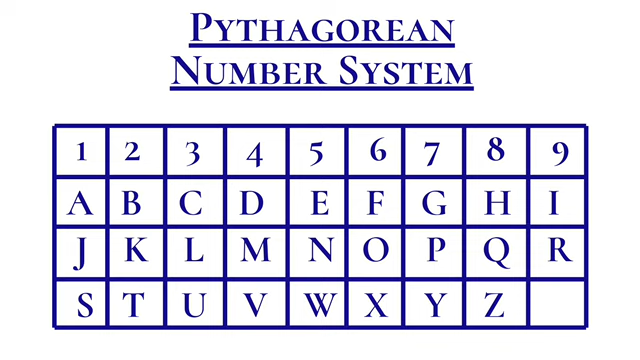 Pythagorean
Number System
1 2 3 4 5 6 7 8 9
A B C D E F G H I
J K L M N O P Q R
S T U V W X Y Z